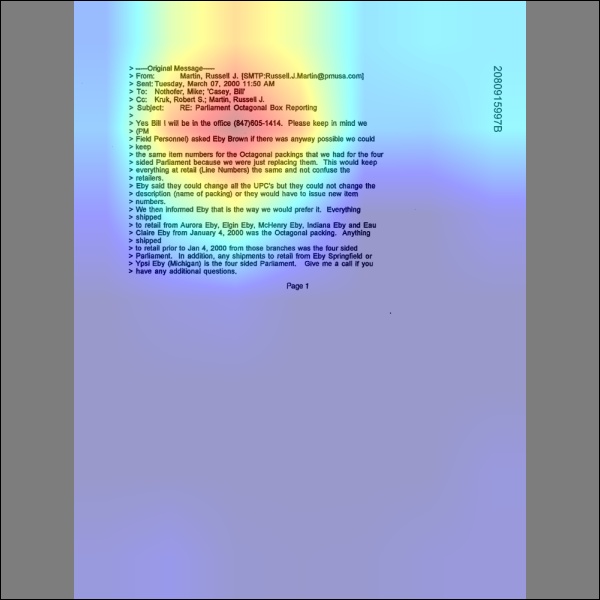 > -----Original Message-----
> From: Martin, Russell J. [SMTP:Russell.J.Martin@pmusa.com]
> Sent: Tuesday, March 07, 2000 11:50 AM
> To: Nothofer, Mike; 'Casey, Bill'
> Cc: Kruk, Robert S.; Martin, Russell J.
> Subject: RE: Parliament Octagonal Box Reporting
>
> Yes Bill I will be in the office (847)605-1414. Please keep in mind we
> (PM
> Field Personnel) asked Eby Brown if there was anyway possible we could
> keep
> the same item numbers for the Octagonal packings that we had for the four
> sided Parliament because we were just replacing them. This would keep
> everything at retail (Line Numbers) the same and not confuse the
> retailers.
> Eby said they could change all the UPC's but they could not change the
> description (name of packing) or they would have to issue new item
> numbers.
> We then informed Eby that is the way we would prefer it. Everything
> shipped
> to retail from Aurora Eby, Elgin Eby, McHenry Eby, Indiana Eby and Eau
> Claire Eby from January 4, 2000 was the Octagonal packing. Anything
> shipped
> to retail prior to Jan 4, 2000 from those branches was the four sided
> Parliament. In addition, any shipments to retail from Eby Springfield or
> Ypsi Eby (Michigan) is the four sided Parliament. Give me a call if you
> have any additional questions.
Page 1
2080915997B